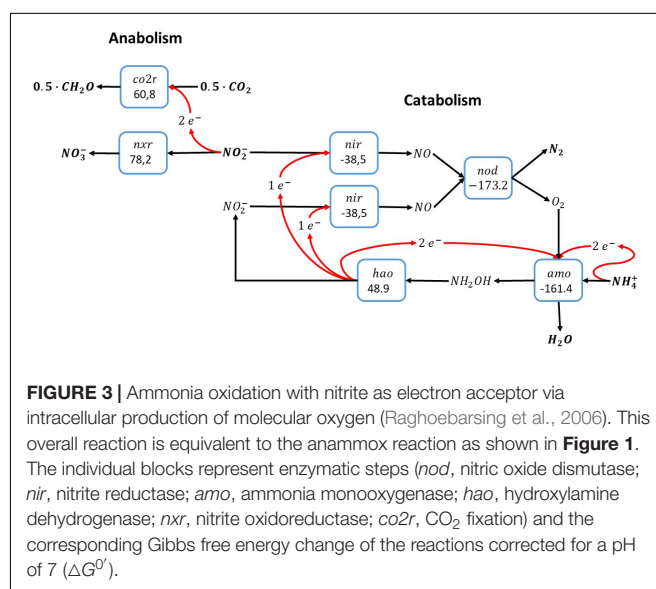 Anabolism
0.5 · CH₂O
co2r
60,8
0.5 · CO₂
2 e⁻
Catabolism
NO₃⁻
nxr
78,2
NO₂⁻
nir
-38,5
NO
N₂
nod
−173.2
1 e⁻
NO₂⁻
nir
-38,5
NO
O₂
1 e⁻
2 e⁻
2 e⁻
hao
48.9
NH₂OH
amo
-161.4
NH₄⁺
H₂O
FIGURE 3 | Ammonia oxidation with nitrite as electron acceptor via
intracellular production of molecular oxygen (Raghoebarsing et al., 2006). This
overall reaction is equivalent to the anammox reaction as shown in Figure 1.
The individual blocks represent enzymatic steps (nod, nitric oxide dismutase;
nir, nitrite reductase; amo, ammonia monooxygenase; hao, hydroxylamine
dehydrogenase; nxr, nitrite oxidoreductase; co2r, CO₂ fixation) and the
corresponding Gibbs free energy change of the reactions corrected for a pH
of 7 (△G⁰′).